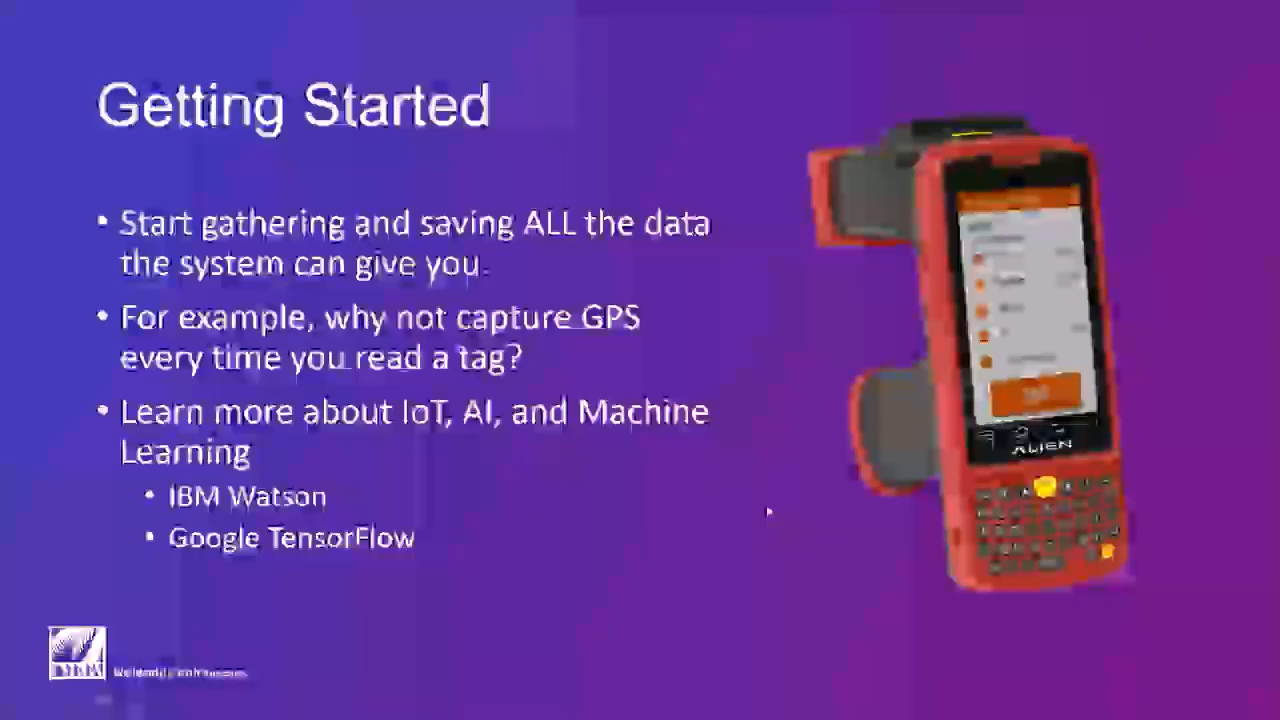 Getting Started
• Start gathering and saving ALL the data
the system can give you.
• For example, why not capture GPS
every time you read a tag?
• Learn more about IoT, AI, and Machine
Learning
• IBM Watson
• Google TensorFlow
ALIEN